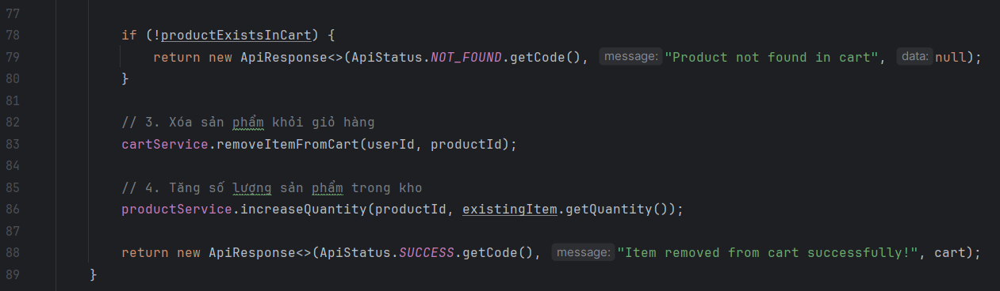 77
78 if (!productExistsInCart) {
79 return new ApiResponse<>(ApiStatus.NOT_FOUND.getCode(), message: "Product not found in cart", data: null);
80 }
81
82 // 3. Xóa sản phẩm khỏi giỏ hàng
83 cartService.removeItemFromCart(userId, productId);
84
85 // 4. Tăng số lượng sản phẩm trong kho
86 productService.increaseQuantity(productId, existingItem.getQuantity());
87
88 return new ApiResponse<>(ApiStatus.SUCCESS.getCode(), message: "Item removed from cart successfully!", cart);
89 }